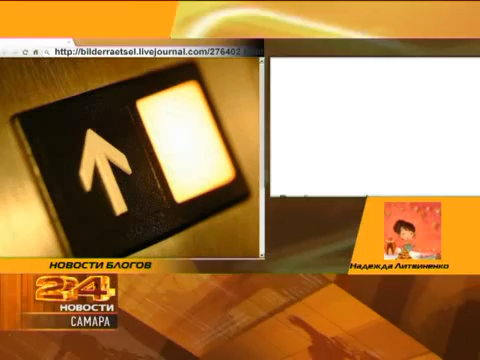 http://bilderraetsel.livejournal.com/276402
НОВОСТИ БЛОГОВ
Надежда Литвиненко
24
НОВОСТИ
САМАРА